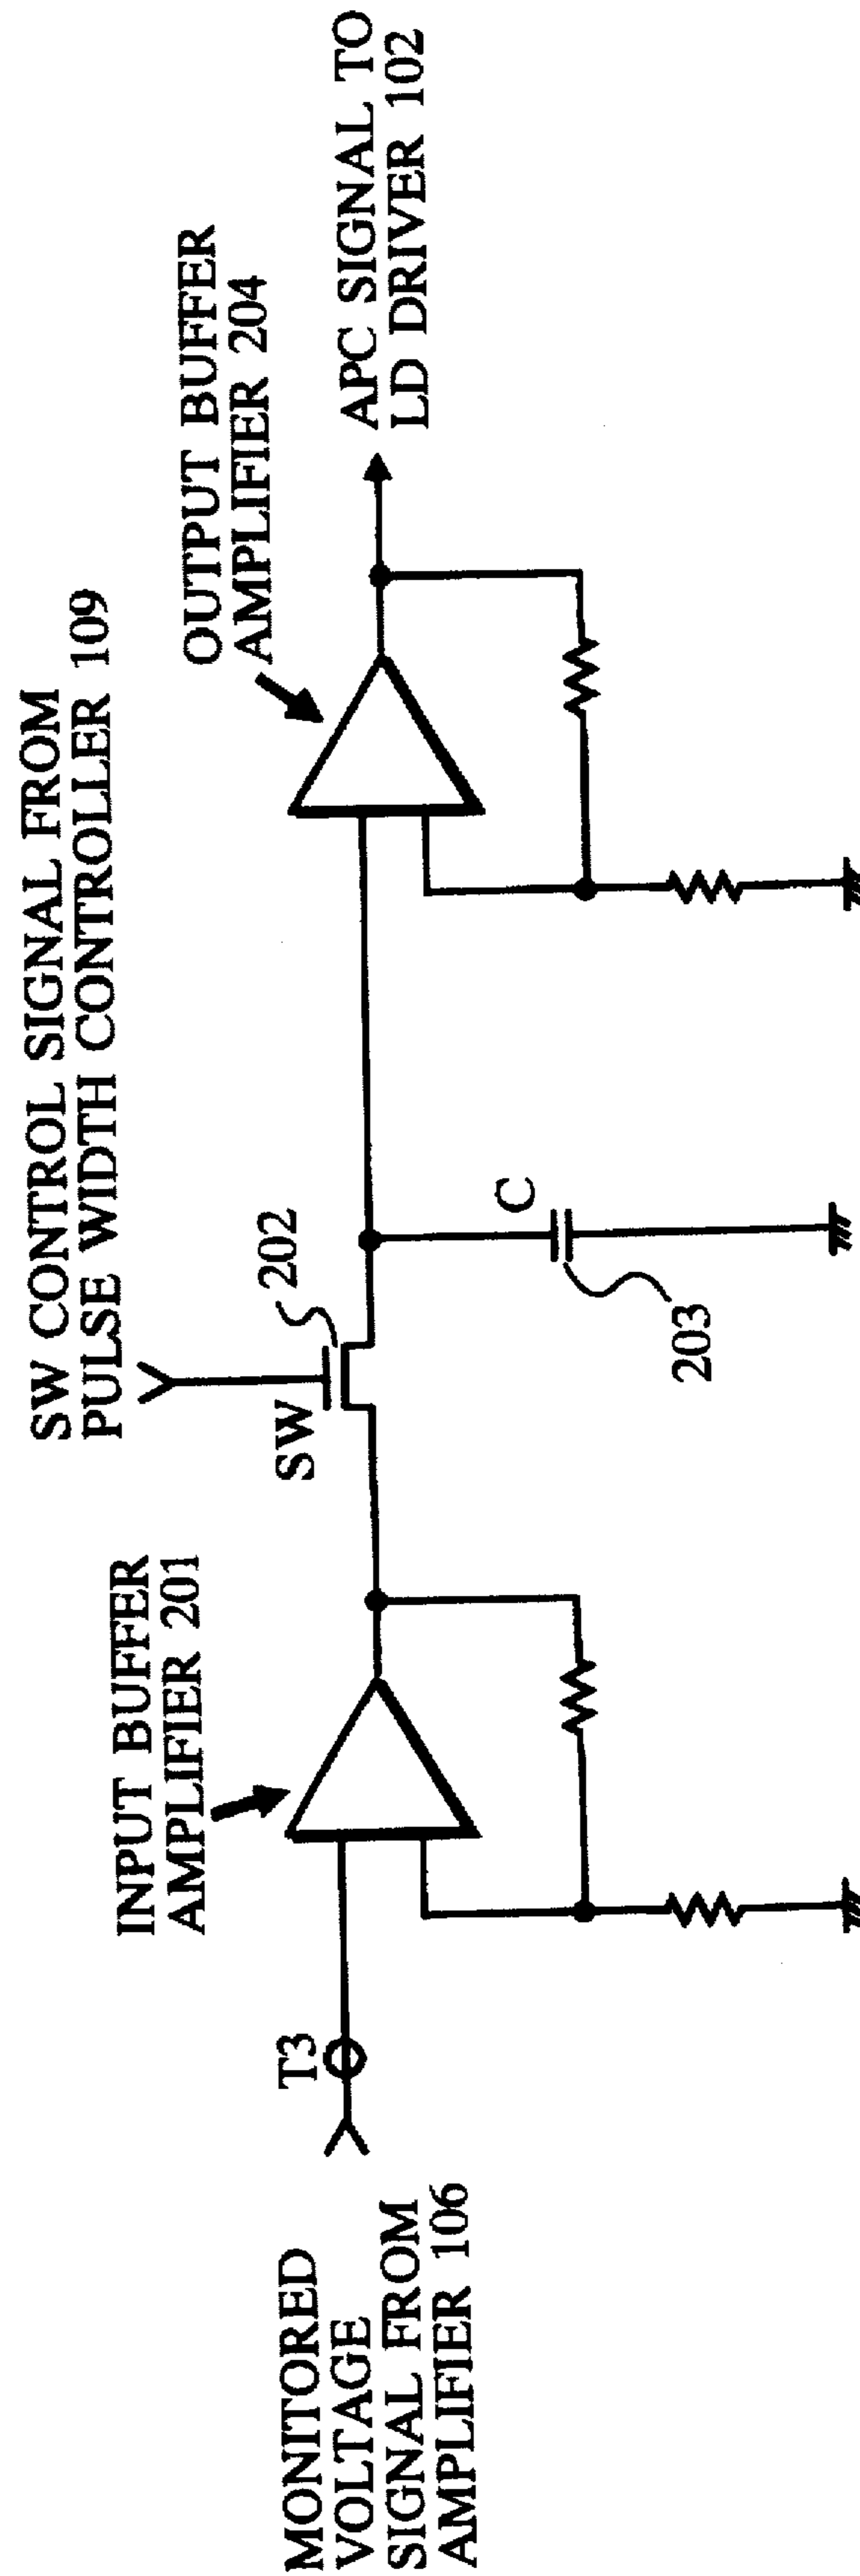 SW CONTROL SIGNAL FROM
PULSE WIDTH CONTROLLER 109
INPUT BUFFER
AMPLIFIER 201
OUTPUT BUFFER
AMPLIFIER 204
SW
202
T3
MONITORED
VOLTAGE
SIGNAL FROM
AMPLIFIER 106
APC SIGNAL TO
LD DRIVER 102
C
203